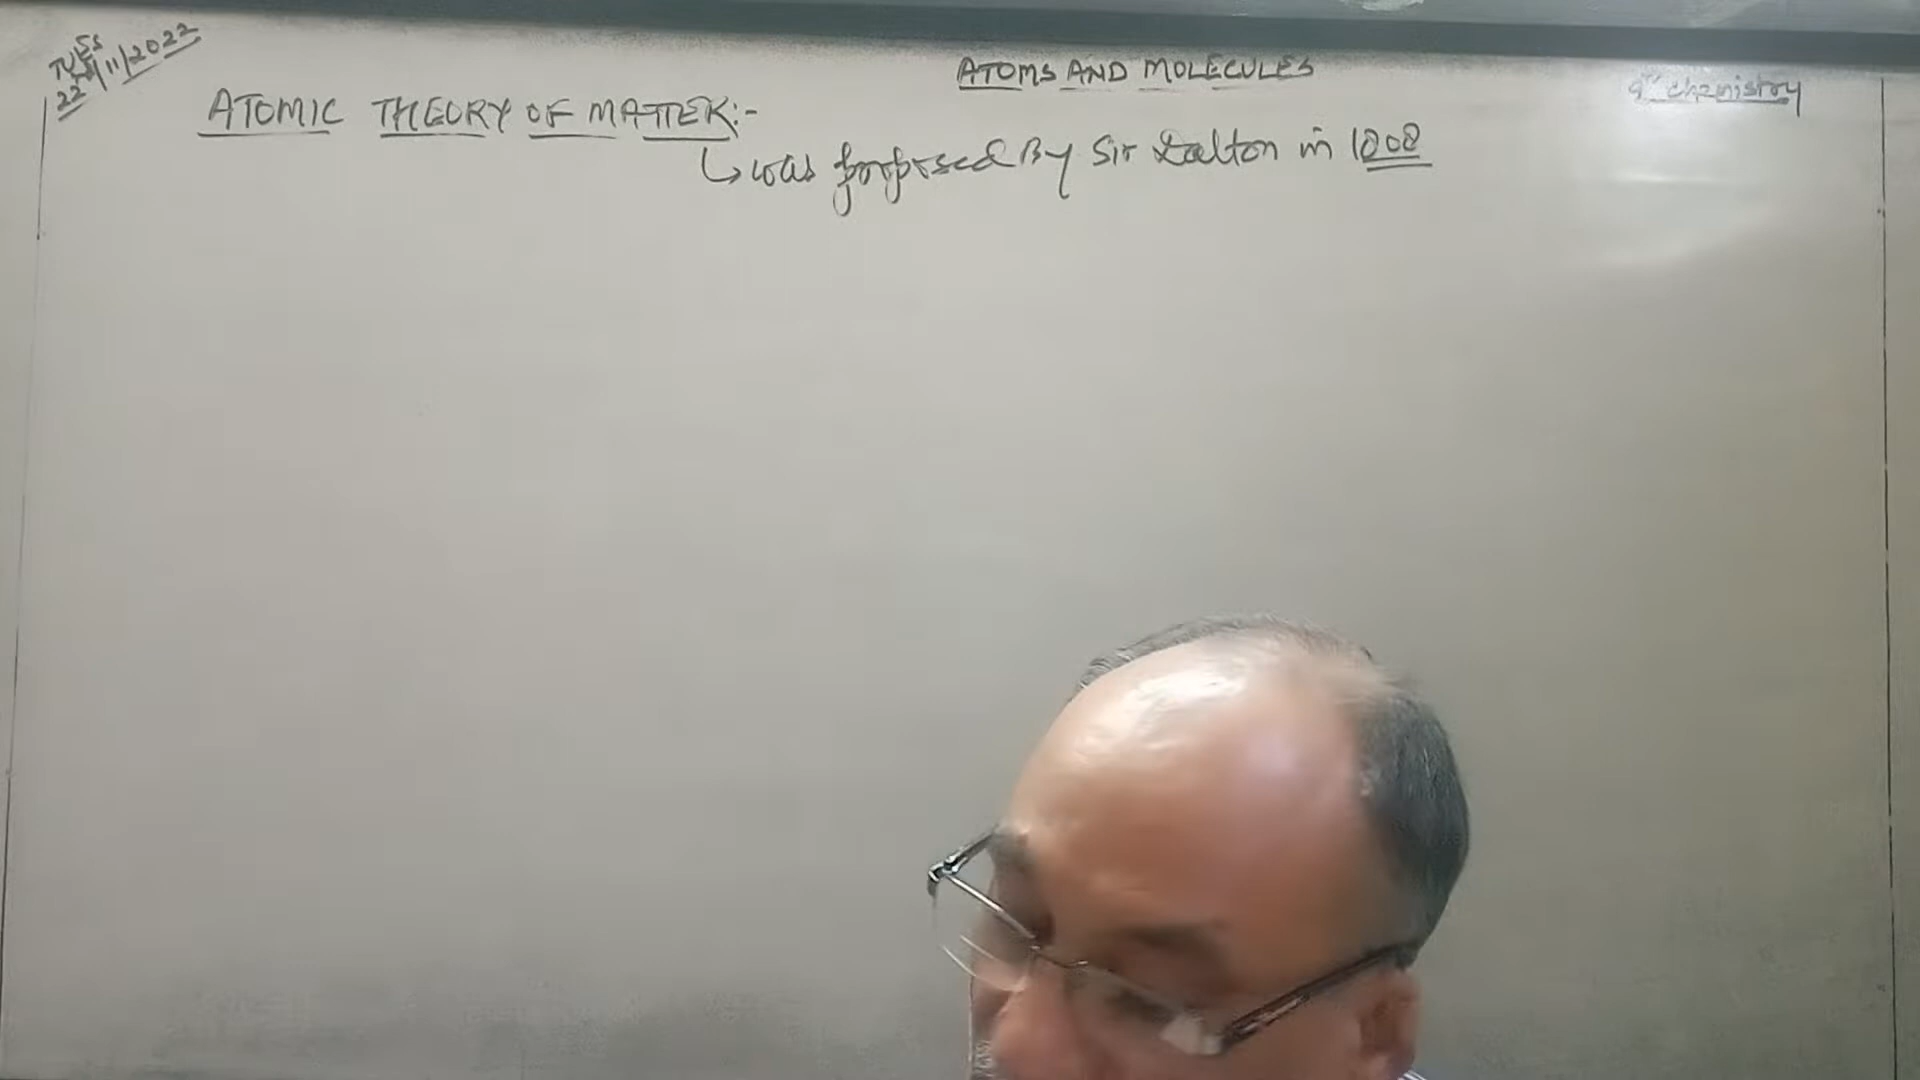 ATOMS AND MOLECULES
9th chemistry
22/11/2022
ATOMIC THEORY OF MATTER:-
↳ was proposed By Sir Dalton in 1808